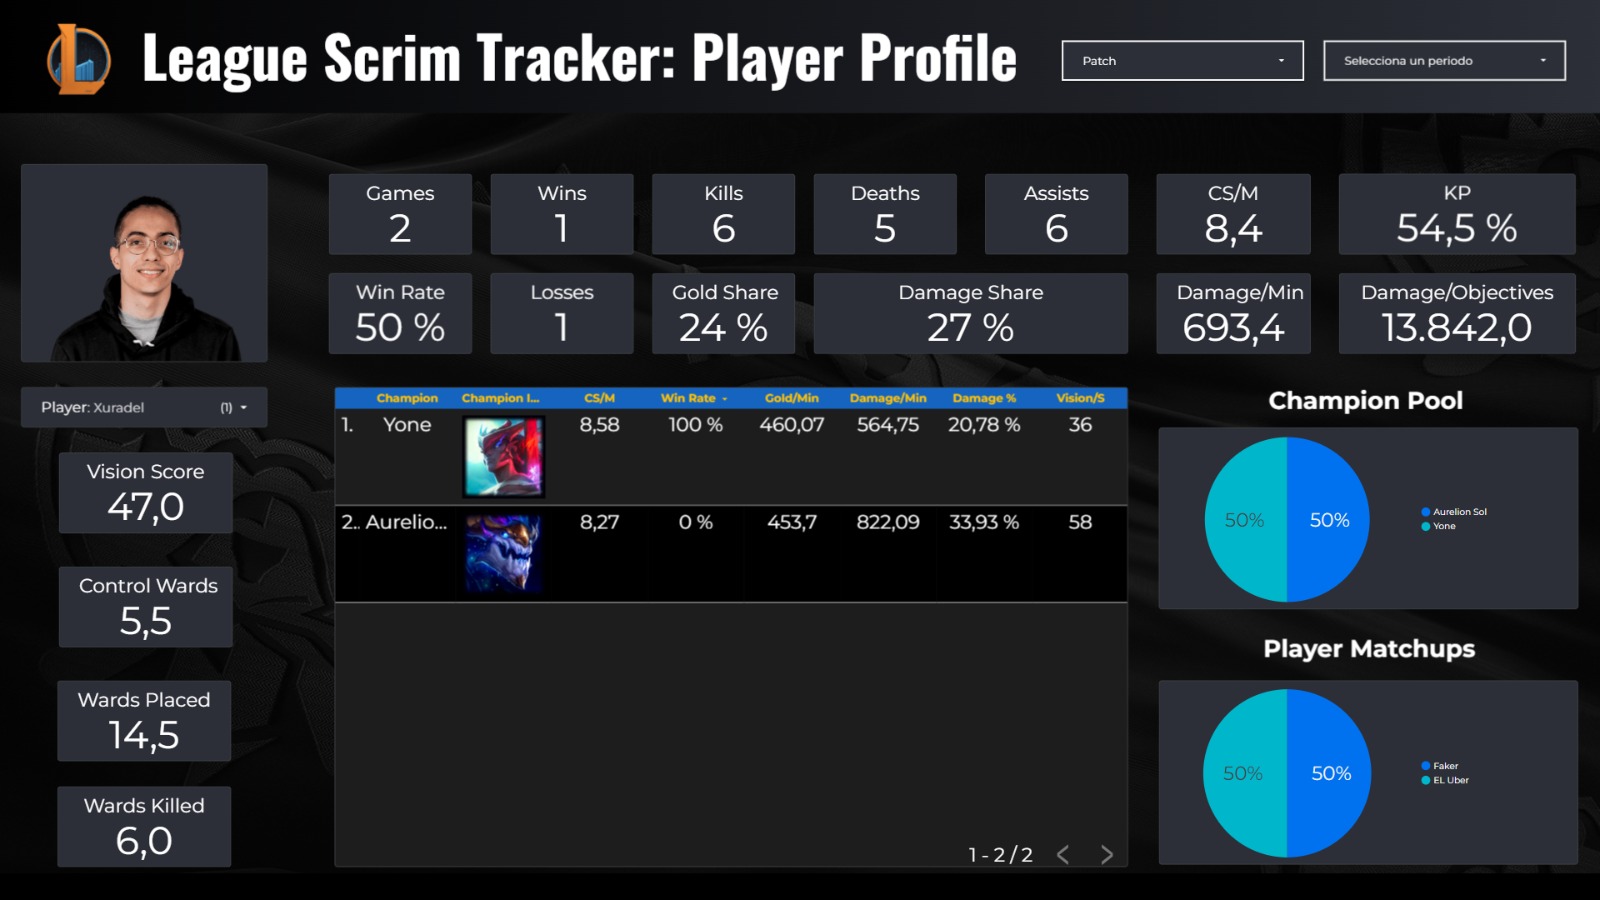 League Scrim Tracker: Player Profile
Patch
Selecciona un periodo
Games
2
Wins
1
Kills
6
Deaths
5
Assists
6
CS/M
8,4
KP
54,5 %
Win Rate
50 %
Losses
1
Gold Share
24 %
Damage Share
27 %
Damage/Min
693,4
Damage/Objectives
13.842,0
Player: Xuradel (1)
Vision Score
47,0
Control Wards
5,5
Wards Placed
14,5
Wards Killed
6,0
Champion Champion I... CS/M Win Rate Gold/Min Damage/Min Damage % Vision/S
1. Yone 8,58 100 % 460,07 564,75 20,78 % 36
2.. Aurelio... 8,27 0 % 453,7 822,09 33,93 % 58
1 - 2 / 2 < >
Champion Pool
50% 50%
Aurelion Sol
Yone
Player Matchups
50% 50%
Faker
EL Uber